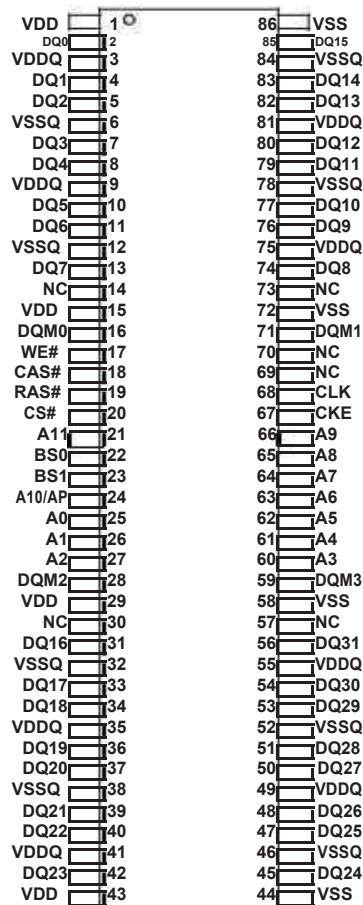 VDD 1 86 VSS
DQ0 2 85 DQ15
VDDQ 3 84 VSSQ
DQ1 4 83 DQ14
DQ2 5 82 DQ13
VSSQ 6 81 VDDQ
DQ3 7 80 DQ12
DQ4 8 79 DQ11
VDDQ 9 78 VSSQ
DQ5 10 77 DQ10
DQ6 11 76 DQ9
VSSQ 12 75 VDDQ
DQ7 13 74 DQ8
NC 14 73 NC
VDD 15 72 VSS
DQM0 16 71 DQM1
WE# 17 70 NC
CAS# 18 69 NC
RAS# 19 68 CLK
CS# 20 67 CKE
A11 21 66 A9
BS0 22 65 A8
BS1 23 64 A7
A10/AP 24 63 A6
A0 25 62 A5
A1 26 61 A4
A2 27 60 A3
DQM2 28 59 DQM3
VDD 29 58 VSS
NC 30 57 NC
DQ16 31 56 DQ31
VSSQ 32 55 VDDQ
DQ17 33 54 DQ30
DQ18 34 53 DQ29
VDDQ 35 52 VSSQ
DQ19 36 51 DQ28
DQ20 37 50 DQ27
VSSQ 38 49 VDDQ
DQ21 39 48 DQ26
DQ22 40 47 DQ25
VDDQ 41 46 VSSQ
DQ23 42 45 DQ24
VDD 43 44 VSS